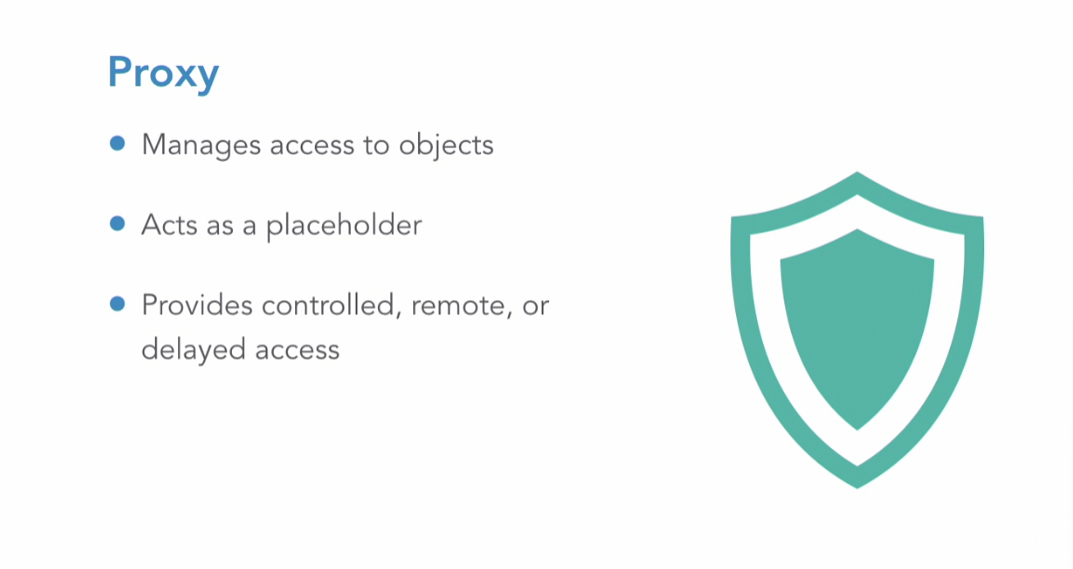 Proxy
Manages access to objects
Acts as a placeholder
Provides controlled, remote, or
delayed access